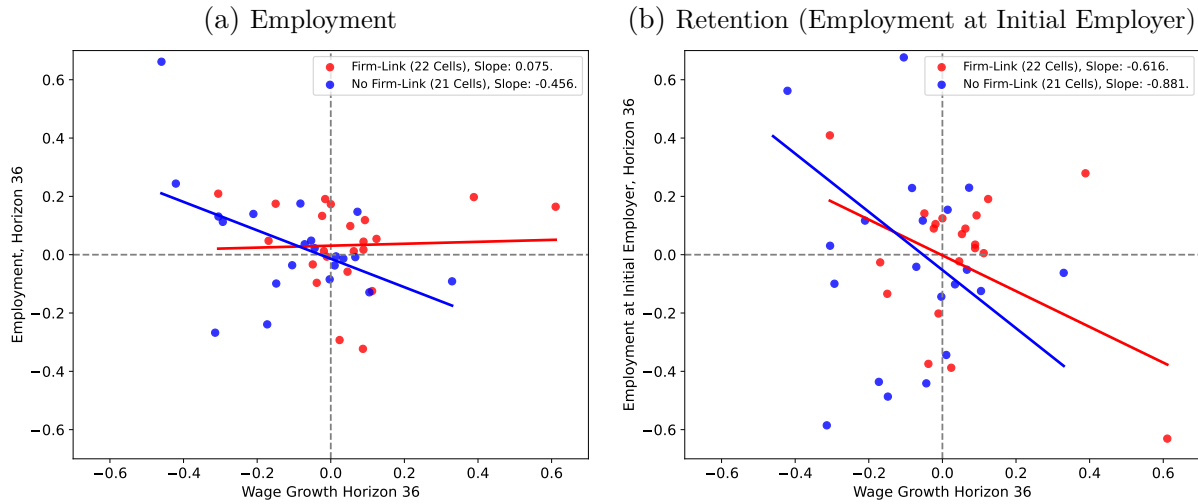 (a) Employment
Firm-Link (22 Cells), Slope: 0.075.
No Firm-Link (21 Cells), Slope: -0.456.
Employment, Horizon 36
0.6
0.4
0.2
0.0
−0.2
−0.4
−0.6
−0.6 −0.4 −0.2 0.0 0.2 0.4 0.6
Wage Growth Horizon 36
(b) Retention (Employment at Initial Employer)
Firm-Link (22 Cells), Slope: -0.616.
No Firm-Link (21 Cells), Slope: -0.881.
Employment at Initial Employer, Horizon 36
0.6
0.4
0.2
0.0
−0.2
−0.4
−0.6
−0.6 −0.4 −0.2 0.0 0.2 0.4 0.6
Wage Growth Horizon 36